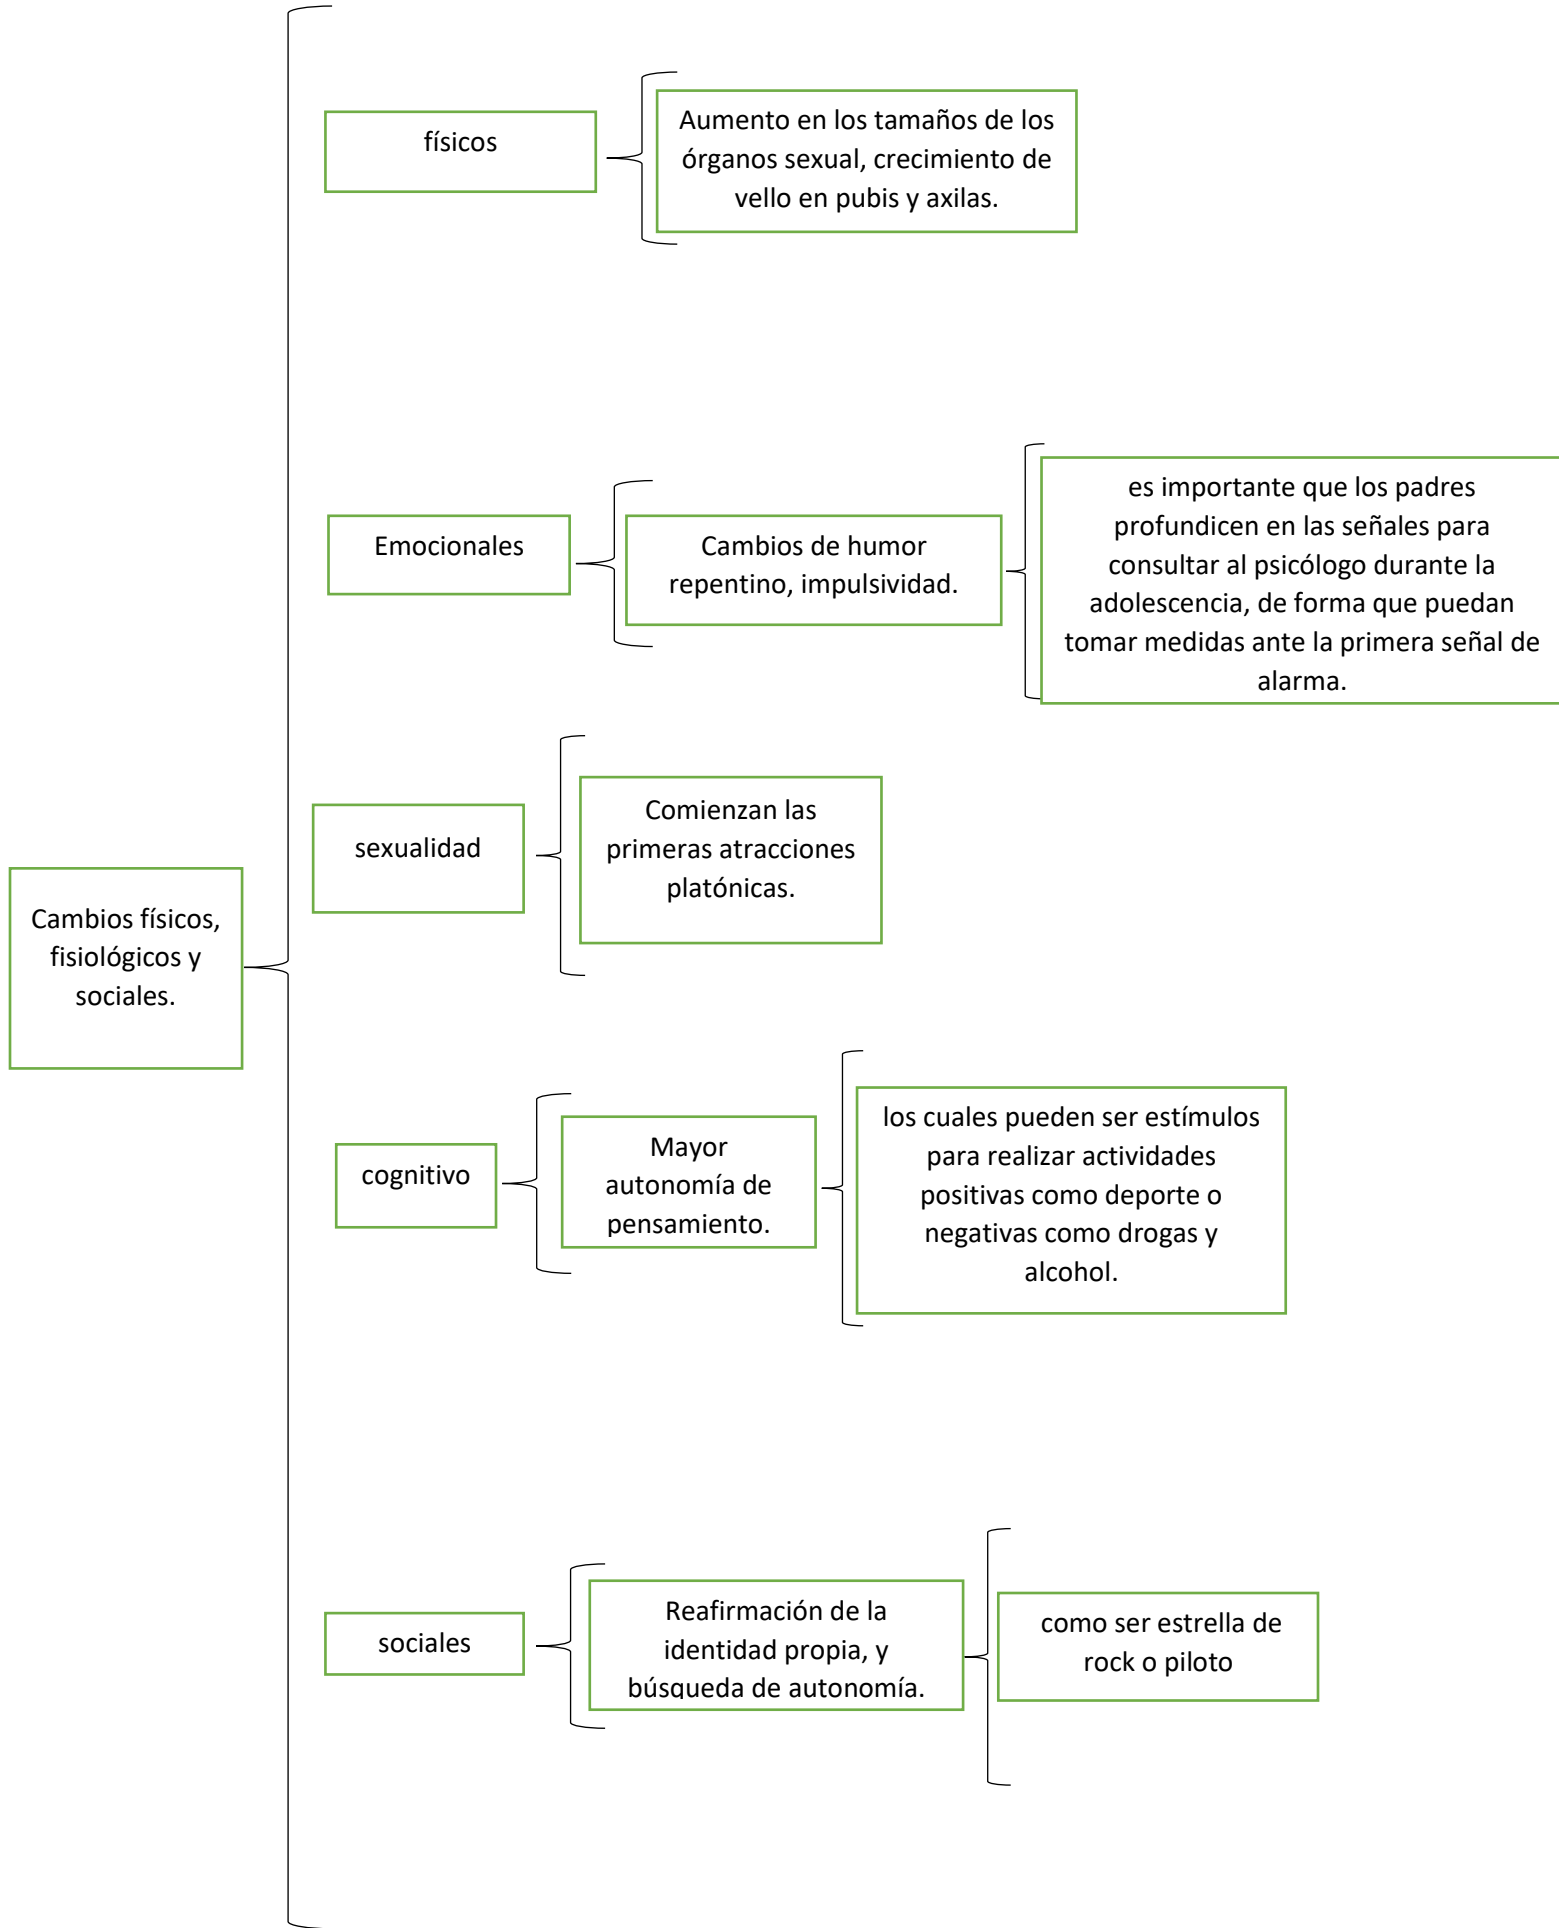 físicos
Aumento en los tamaños de los
órganos sexual, crecimiento de
vello en pubis y axilas.
Emocionales
Cambios de humor
repentino, impulsividad.
es importante que los padres
profundicen en las señales para
consultar al psicólogo durante la
adolescencia, de forma que puedan
tomar medidas ante la primera señal de
alarma.
sexualidad
Comienzan las
primeras atracciones
platónicas.
Cambios físicos,
fisiológicos y
sociales.
cognitivo
Mayor
autonomía de
pensamiento.
los cuales pueden ser estímulos
para realizar actividades
positivas como deporte o
negativas como drogas y
alcohol.
sociales
Reafirmación de la
identidad propia, y
búsqueda de autonomía.
como ser estrella de
rock o piloto